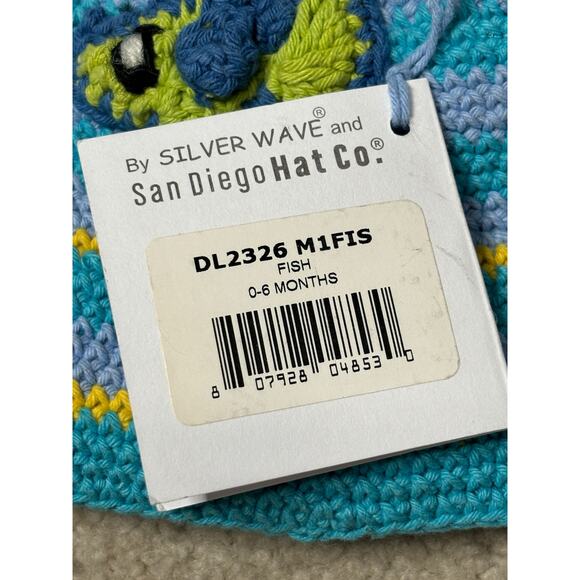 By SILVER WAVE® and
San Diego Hat Co.®
DL2326 M1FIS
FISH
0-6 MONTHS
8 07928 04853 0